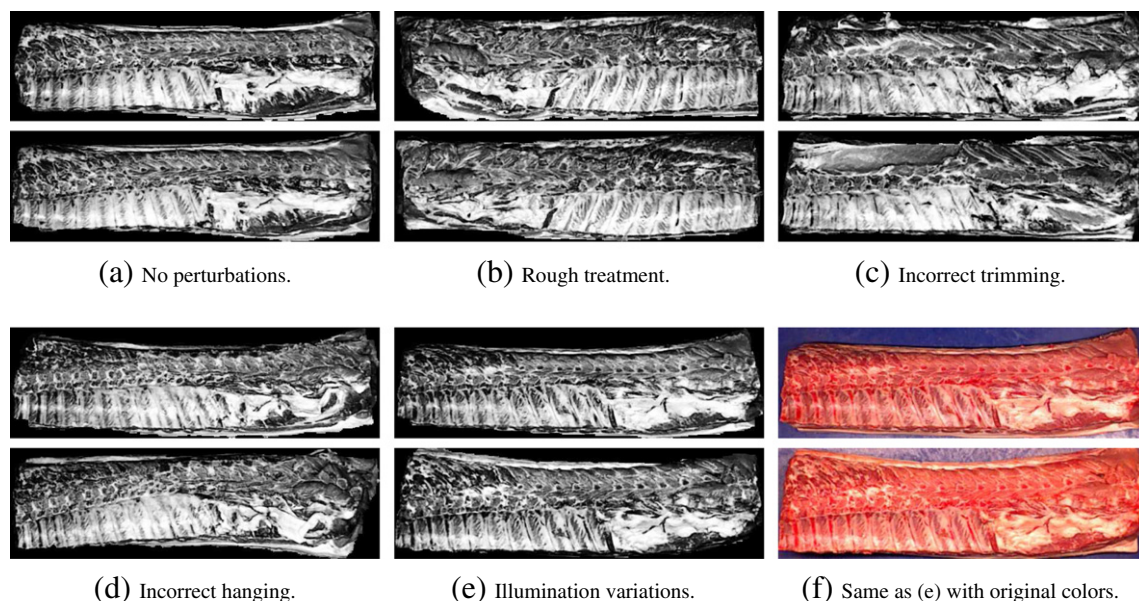 (a) No perturbations.
(b) Rough treatment.
(c) Incorrect trimming.
(d) Incorrect hanging.
(e) Illumination variations.
(f) Same as (e) with original colors.